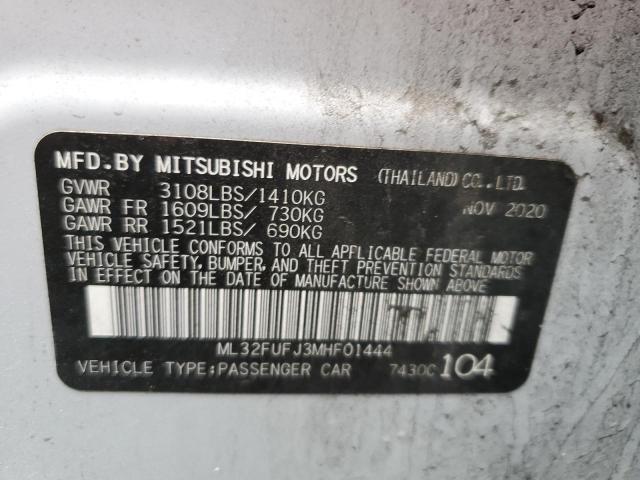 MFD.BY MITSUBISHI MOTORS (THAILAND) CO.,LTD.
GVWR 3108LBS/1410KG NOV 2020
GAWR FR 1609LBS/ 730KG
GAWR RR 1521LBS/ 690KG
THIS VEHICLE CONFORMS TO ALL APPLICABLE FEDERAL MOTOR
VEHICLE SAFETY, BUMPER, AND THEFT PREVENTION STANDARDS
IN EFFECT ON THE DATE OF MANUFACTURE SHOWN ABOVE.
ML32FUFJ3MHF01444
VEHICLE TYPE:PASSENGER CAR 7430C 104